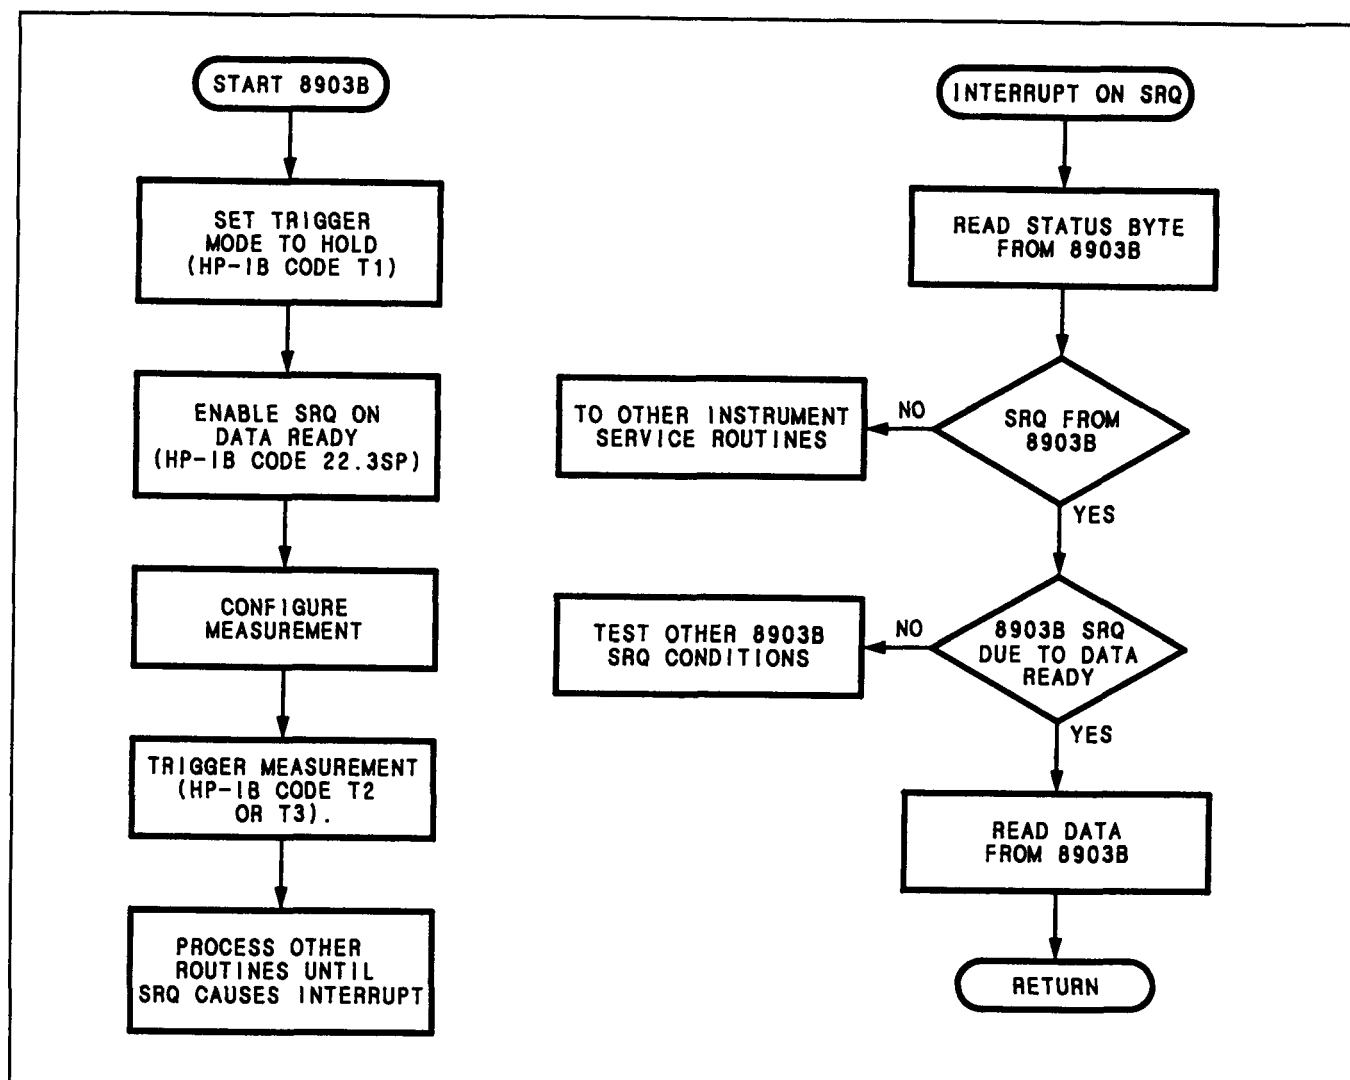 START 8903B
SET TRIGGER
MODE TO HOLD
(HP-IB CODE T1)
ENABLE SRQ ON
DATA READY
(HP-IB CODE 22.3SP)
CONFIGURE
MEASUREMENT
TRIGGER MEASUREMENT
(HP-IB CODE T2
OR T3).
PROCESS OTHER
ROUTINES UNTIL
SRQ CAUSES INTERRUPT
INTERRUPT ON SRQ
READ STATUS BYTE
FROM 8903B
SRQ FROM
8903B
NO
TO OTHER INSTRUMENT
SERVICE ROUTINES
YES
8903B SRQ
DUE TO DATA
READY
NO
TEST OTHER 8903B
SRQ CONDITIONS
YES
READ DATA
FROM 8903B
RETURN